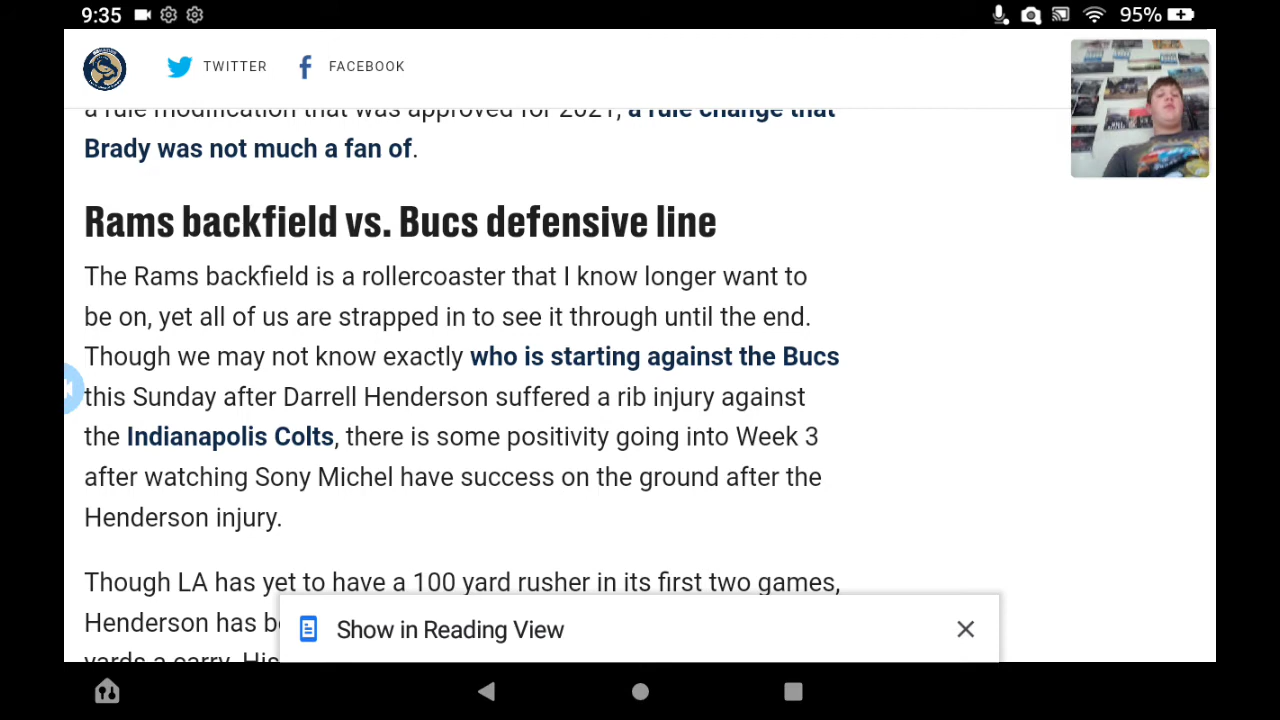 9:35
95%
TWITTER
FACEBOOK
a rule modification that was approved for 2021, a rule change that
Brady was not much a fan of.
Rams backfield vs. Bucs defensive line
The Rams backfield is a rollercoaster that I know longer want to
be on, yet all of us are strapped in to see it through until the end.
Though we may not know exactly who is starting against the Bucs
this Sunday after Darrell Henderson suffered a rib injury against
the Indianapolis Colts, there is some positivity going into Week 3
after watching Sony Michel have success on the ground after the
Henderson injury.
Though LA has yet to have a 100 yard rusher in its first two games,
Henderson has
Show in Reading View
yards a carry. His